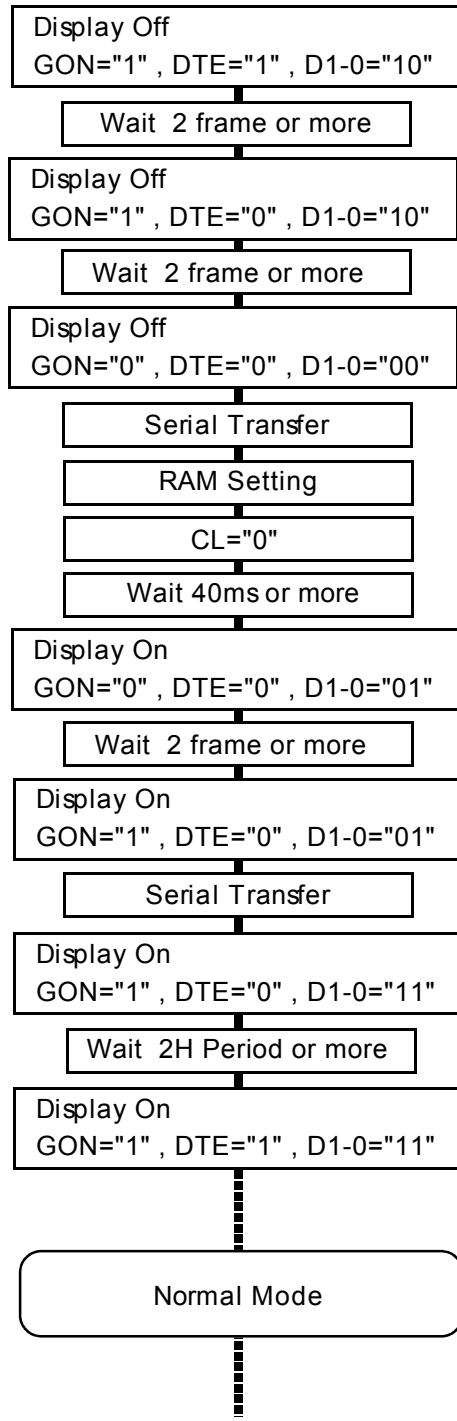 Display Off
GON="1" , DTE="1" , D1-0="10"
Wait 2 frame or more
Display Off
GON="1" , DTE="0" , D1-0="10"
Wait 2 frame or more
Display Off
GON="0" , DTE="0" , D1-0="00"
Serial Transfer
RAM Setting
CL="0"
Wait 40ms or more
Display On
GON="0" , DTE="0" , D1-0="01"
Wait 2 frame or more
Display On
GON="1" , DTE="0" , D1-0="01"
Serial Transfer
Display On
GON="1" , DTE="0" , D1-0="11"
Wait 2H Period or more
Display On
GON="1" , DTE="1" , D1-0="11"
Normal Mode